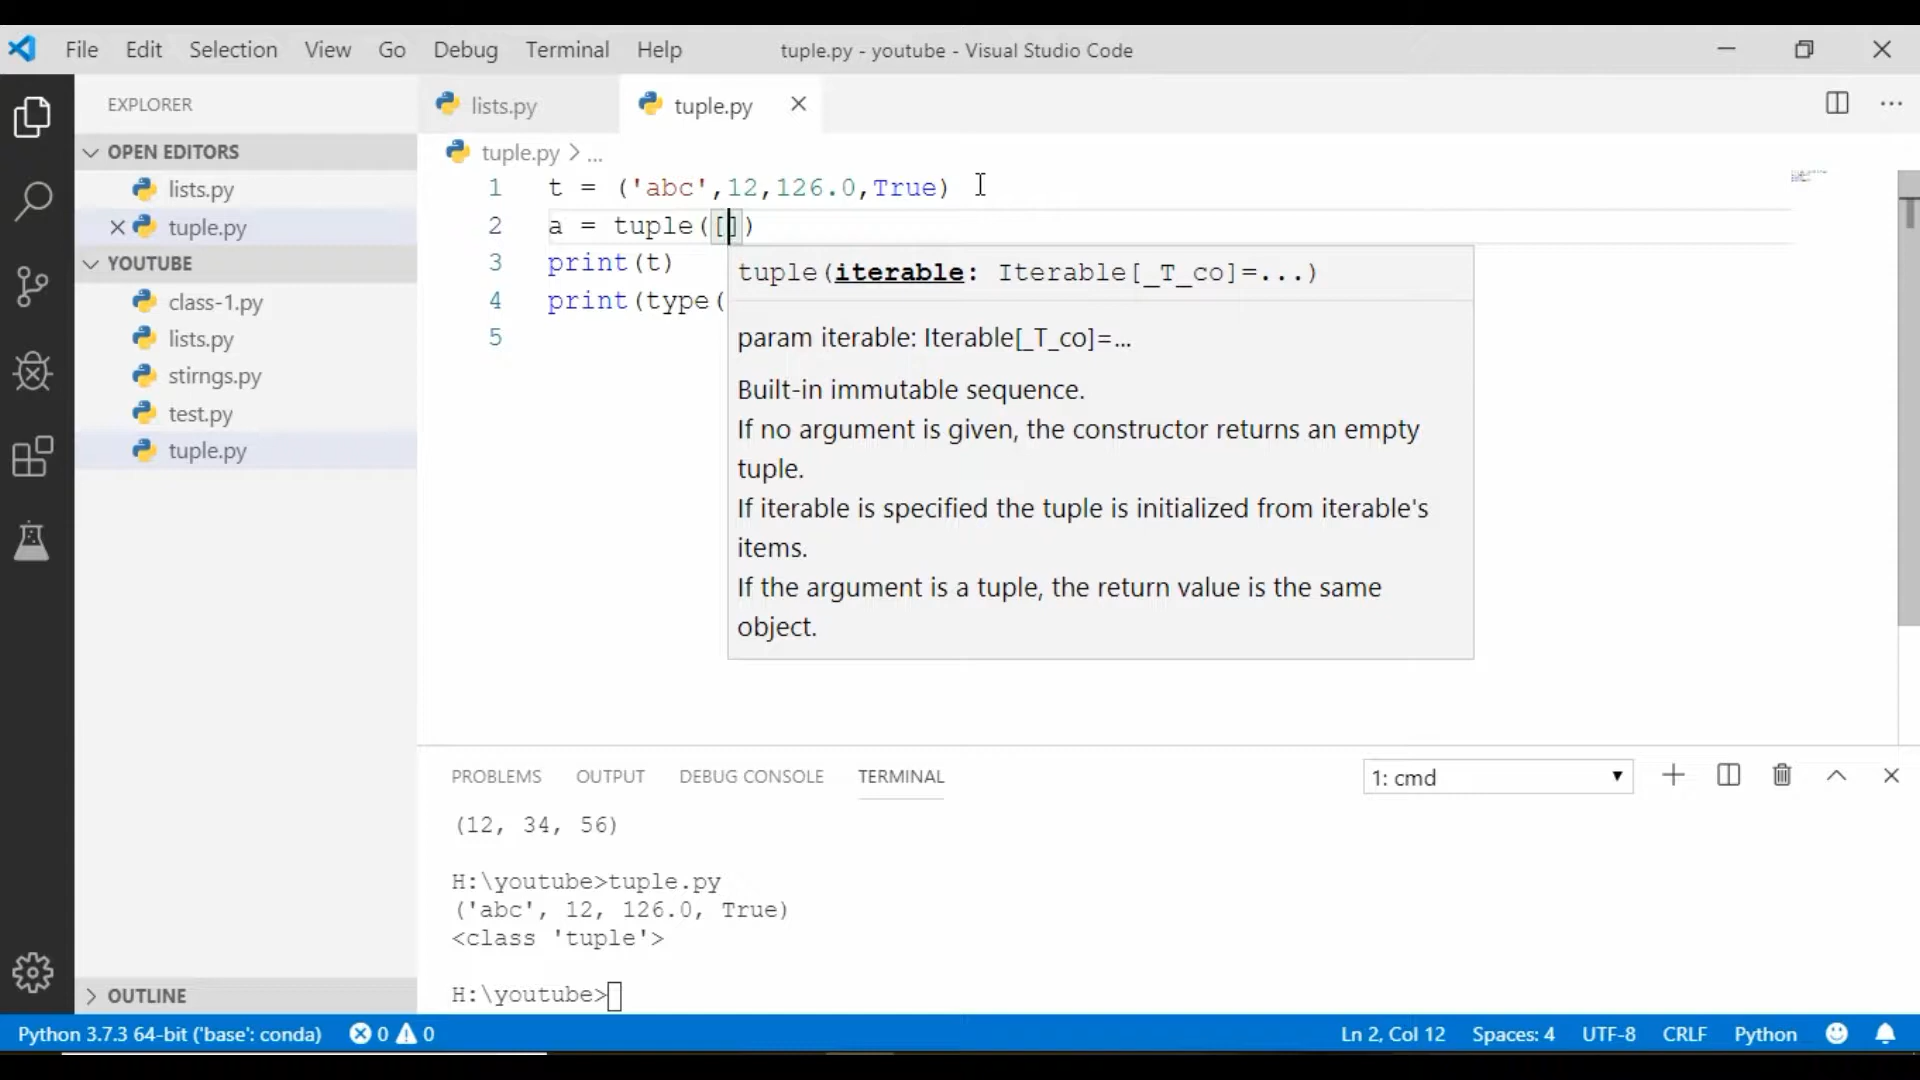 File Edit Selection View Go Debug Terminal Help tuple.py - youtube - Visual Studio Code
EXPLORER
OPEN EDITORS
lists.py
tuple.py
YOUTUBE
class-1.py
lists.py
stirngs.py
test.py
tuple.py
OUTLINE
lists.py tuple.py
tuple.py > ...
1 t = ('abc',12,126.0,True)
2 a = tuple([])
3 print(t)
4 print(type(
5
tuple(iterable: Iterable[_T_co]=...)
param iterable: Iterable[_T_co]=...
Built-in immutable sequence.
If no argument is given, the constructor returns an empty
tuple.
If iterable is specified the tuple is initialized from iterable's
items.
If the argument is a tuple, the return value is the same
object.
PROBLEMS OUTPUT DEBUG CONSOLE TERMINAL 1: cmd
(12, 34, 56)
H:\youtube>tuple.py
('abc', 12, 126.0, True)
<class 'tuple'>
H:\youtube>
Python 3.7.3 64-bit ('base': conda) 0 0 Ln 2, Col 12 Spaces: 4 UTF-8 CRLF Python